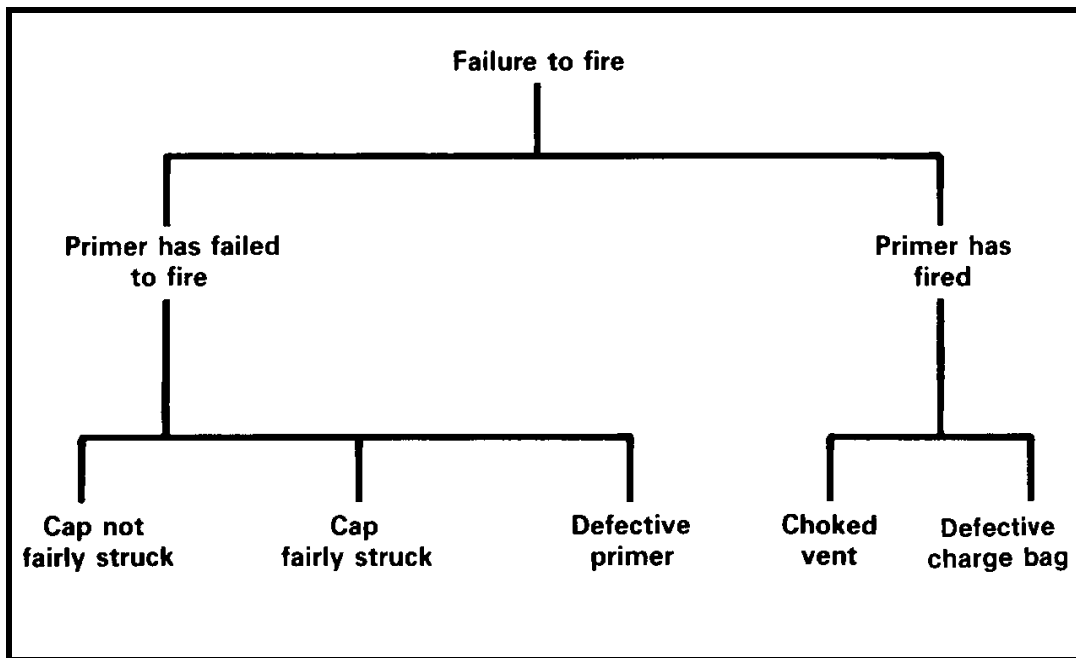 Failure to fire
Primer has failed
to fire
Primer has
fired
Cap not
fairly struck
Cap
fairly struck
Defective
primer
Choked
vent
Defective
charge bag